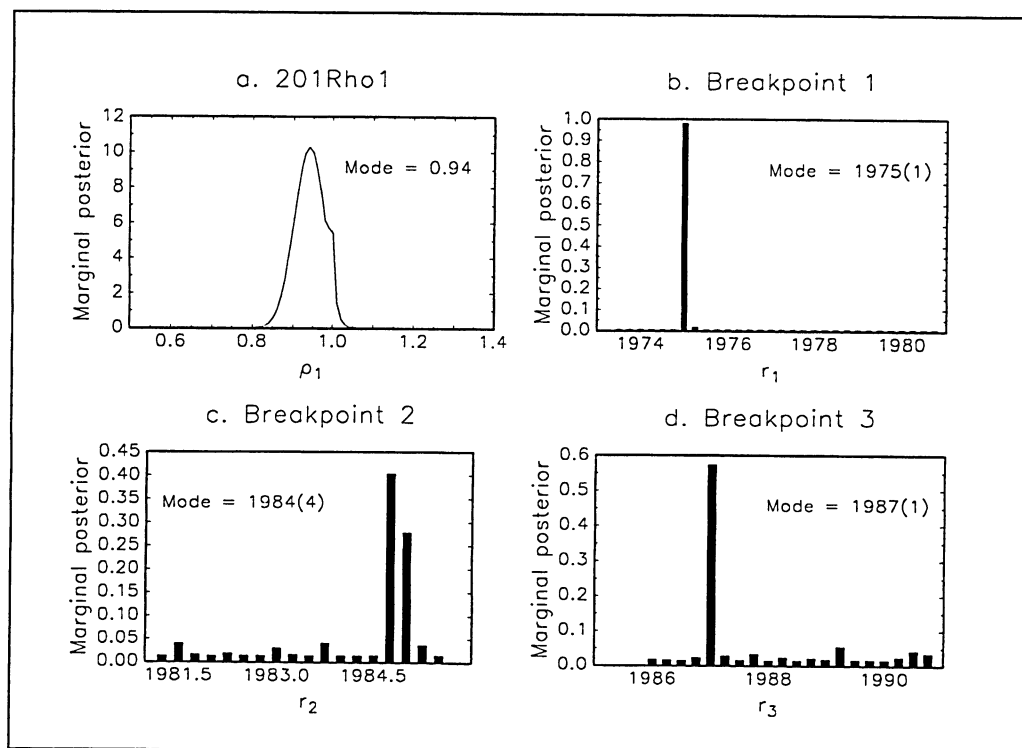 a. 201Rho1
Marginal posterior
12
10
8
6
4
2
0
Mode = 0.94
0.6 0.8 1.0 1.2 1.4
ρ1
b. Breakpoint 1
Marginal posterior
1.0
0.9
0.8
0.7
0.6
0.5
0.4
0.3
0.2
0.1
0.0
Mode = 1975(1)
1974 1976 1978 1980
r1
c. Breakpoint 2
Marginal posterior
0.45
0.40
0.35
0.30
0.25
0.20
0.15
0.10
0.05
0.00
Mode = 1984(4)
1981.5 1983.0 1984.5
r2
d. Breakpoint 3
Marginal posterior
0.6
0.5
0.4
0.3
0.2
0.1
0.0
Mode = 1987(1)
1986 1988 1990
r3